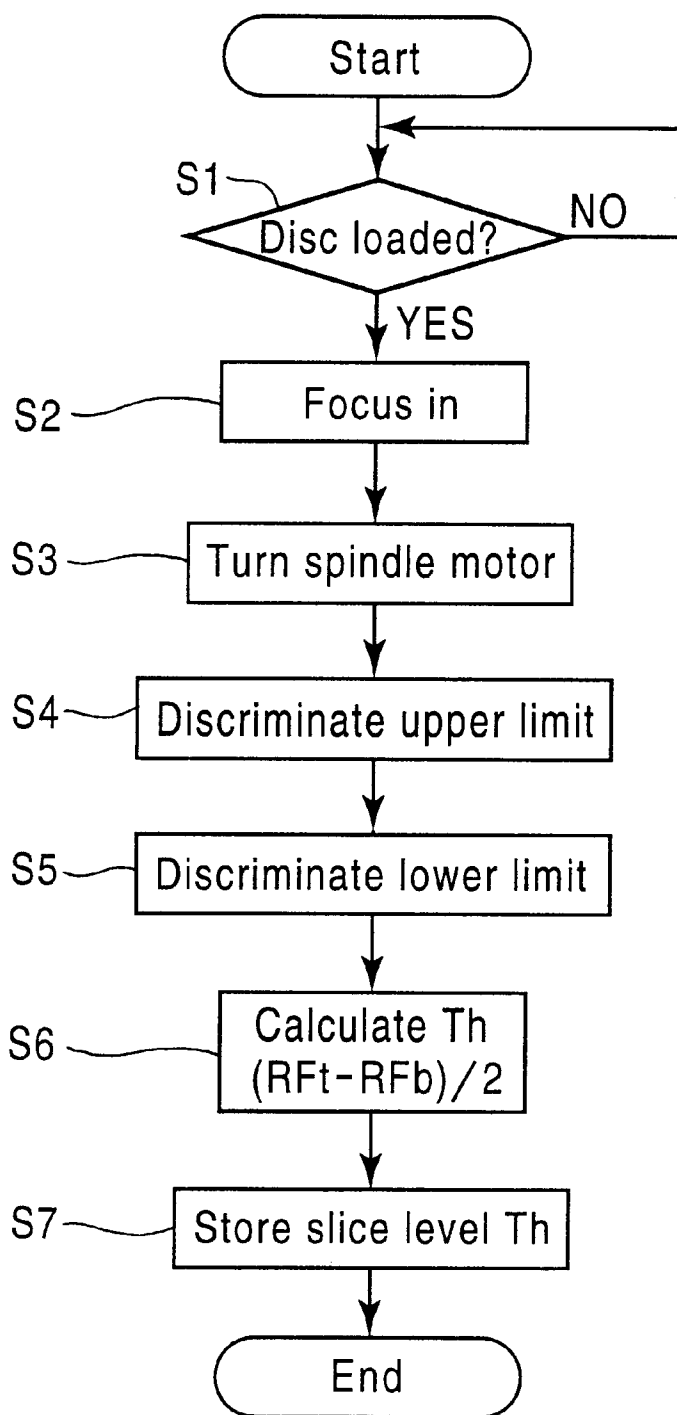 Start
S1
Disc loaded?
NO
YES
S2
Focus in
S3
Turn spindle motor
S4
Discriminate upper limit
S5
Discriminate lower limit
S6
Calculate Th
(RFt-RFb)/2
S7
Store slice level Th
End